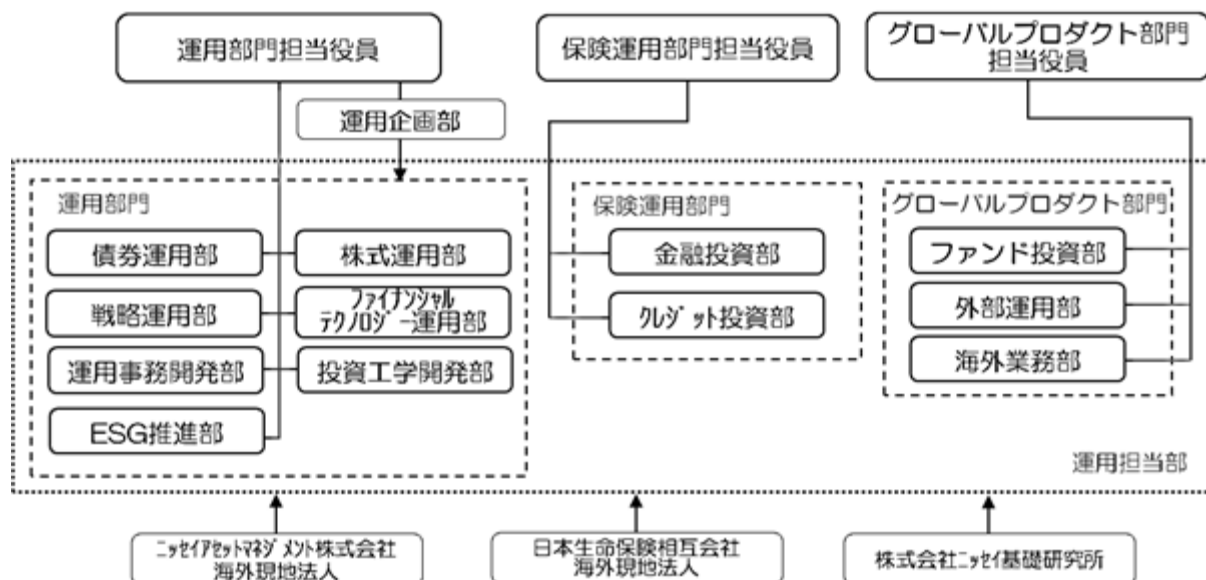 運用部門担当役員
保険運用部門担当役員
グローバルプロダクト部門
担当役員
運用企画部
運用部門
債券運用部
株式運用部
戦略運用部
ファイナンシャル
テクノロジー運用部
運用事務開発部
投資工学開発部
ESG推進部
保険運用部門
金融投資部
クレジット投資部
グローバルプロダクト部門
ファンド投資部
外部運用部
海外業務部
運用担当部
ニッセイアセットマネジメント株式会社
海外現地法人
日本生命保険相互会社
海外現地法人
株式会社ニッセイ基礎研究所